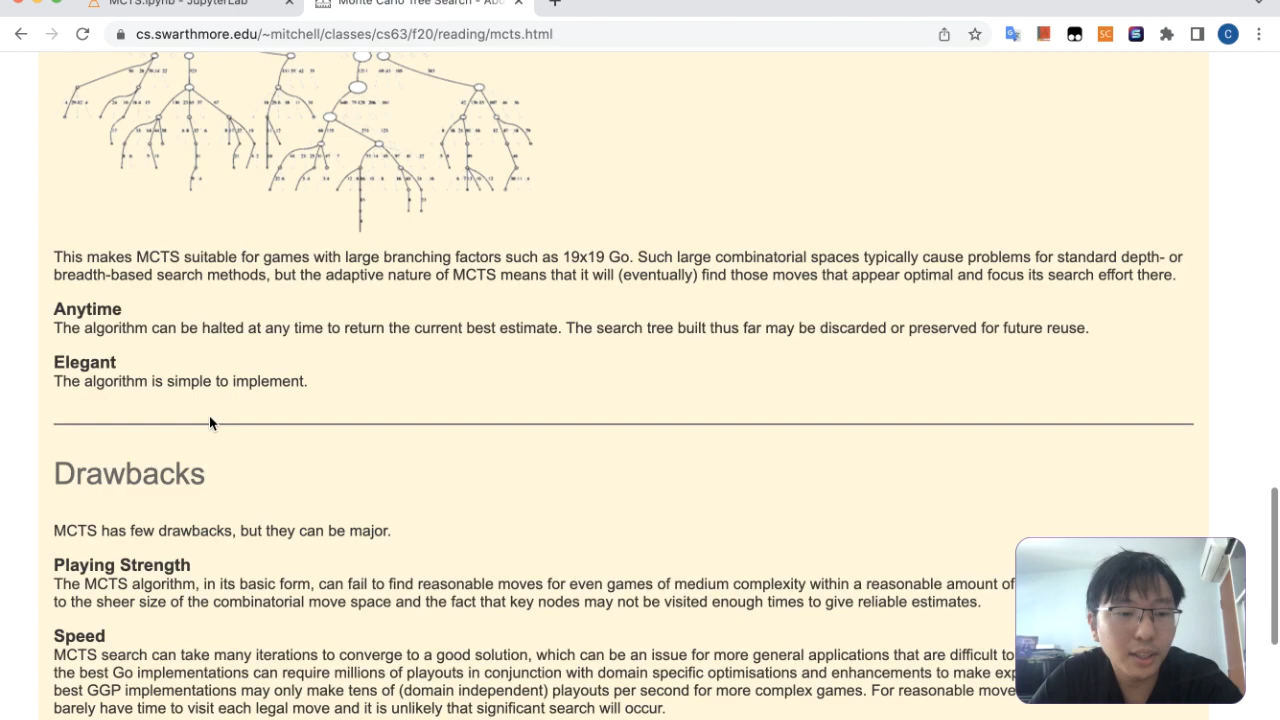 MCTS.ipynb - JupyterLab
Monte Carlo Tree Search - Abo
cs.swarthmore.edu/~mitchell/classes/cs63/f20/reading/mcts.html
SC
S
C
This makes MCTS suitable for games with large branching factors such as 19x19 Go. Such large combinatorial spaces typically cause problems for standard depth- or
breadth-based search methods, but the adaptive nature of MCTS means that it will (eventually) find those moves that appear optimal and focus its search effort there.
Anytime
The algorithm can be halted at any time to return the current best estimate. The search tree built thus far may be discarded or preserved for future reuse.
Elegant
The algorithm is simple to implement.
Drawbacks
MCTS has few drawbacks, but they can be major.
Playing Strength
The MCTS algorithm, in its basic form, can fail to find reasonable moves for even games of medium complexity within a reasonable amount of
to the sheer size of the combinatorial move space and the fact that key nodes may not be visited enough times to give reliable estimates.
Speed
MCTS search can take many iterations to converge to a good solution, which can be an issue for more general applications that are difficult to
the best Go implementations can require millions of playouts in conjunction with domain specific optimisations and enhancements to make exp
best GGP implementations may only make tens of (domain independent) playouts per second for more complex games. For reasonable move
barely have time to visit each legal move and it is unlikely that significant search will occur.